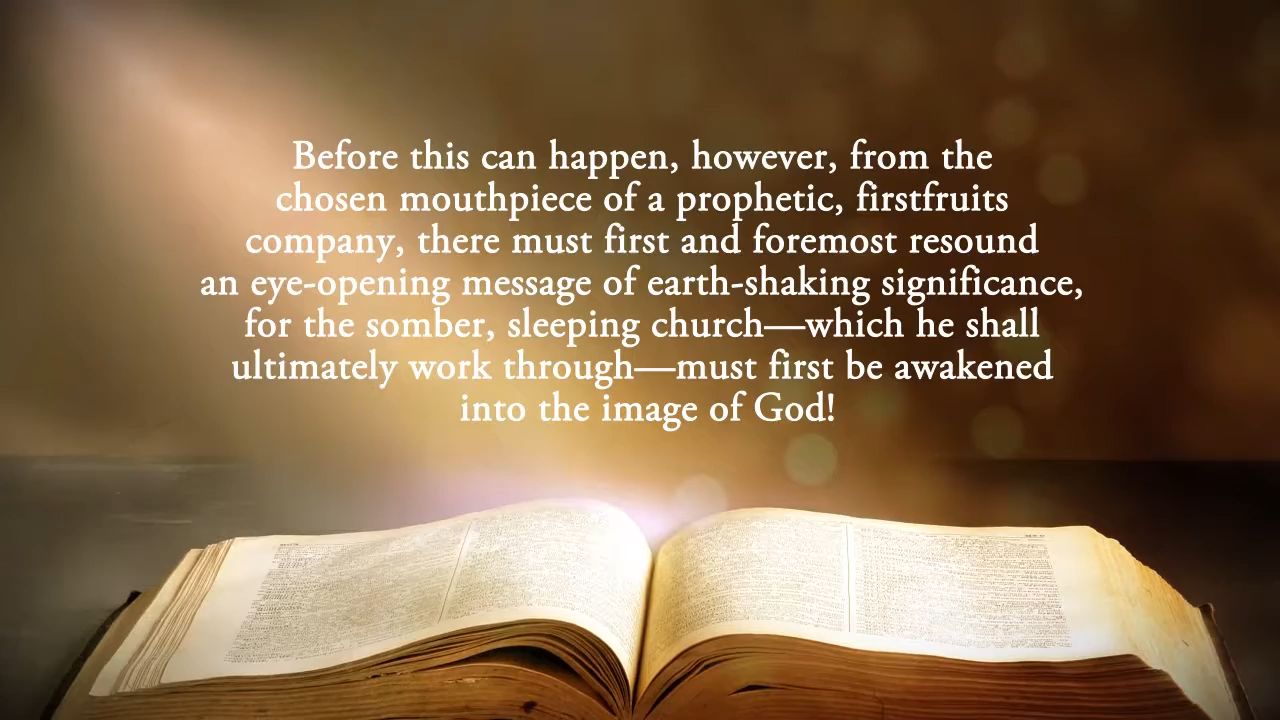 Before this can happen, however, from the
chosen mouthpiece of a prophetic, firstfruits
company, there must first and foremost resound
an eye-opening message of earth-shaking significance,
for the somber, sleeping church—which he shall
ultimately work through—must first be awakened
into the image of God!